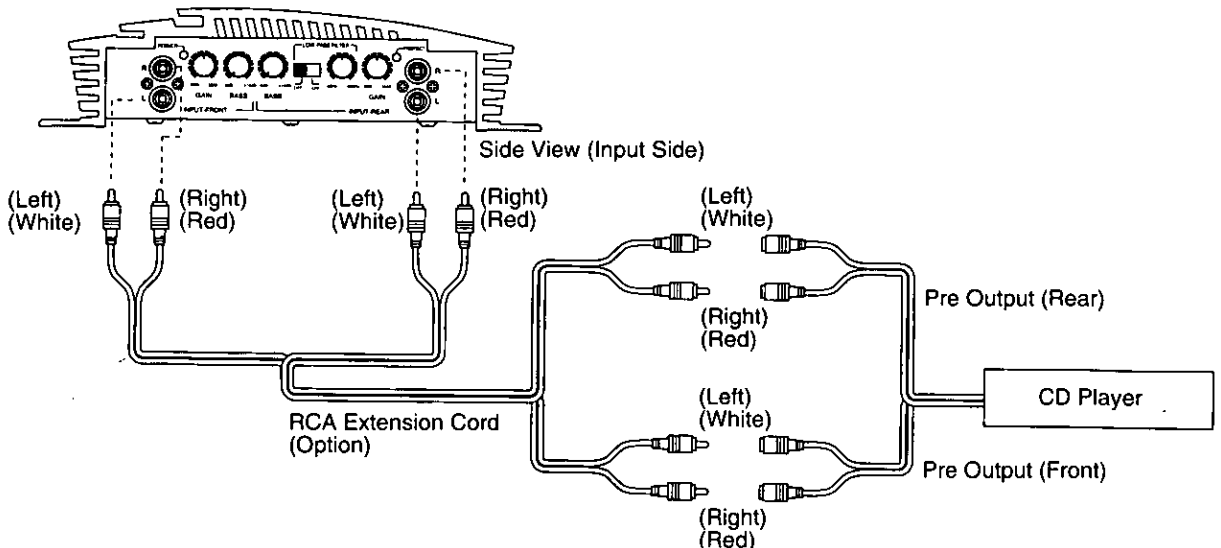 POWER
LOW PASS FILTER
R
R
L
L
GAIN
BASS
BASS
GAIN
INPUT-FRONT
INPUT-REAR
Side View (Input Side)
(Left)
(White)
(Right)
(Red)
(Left)
(White)
(Right)
(Red)
(Left)
(White)
(Right)
(Red)
Pre Output (Rear)
CD Player
RCA Extension Cord
(Option)
(Left)
(White)
Pre Output (Front)
(Right)
(Red)